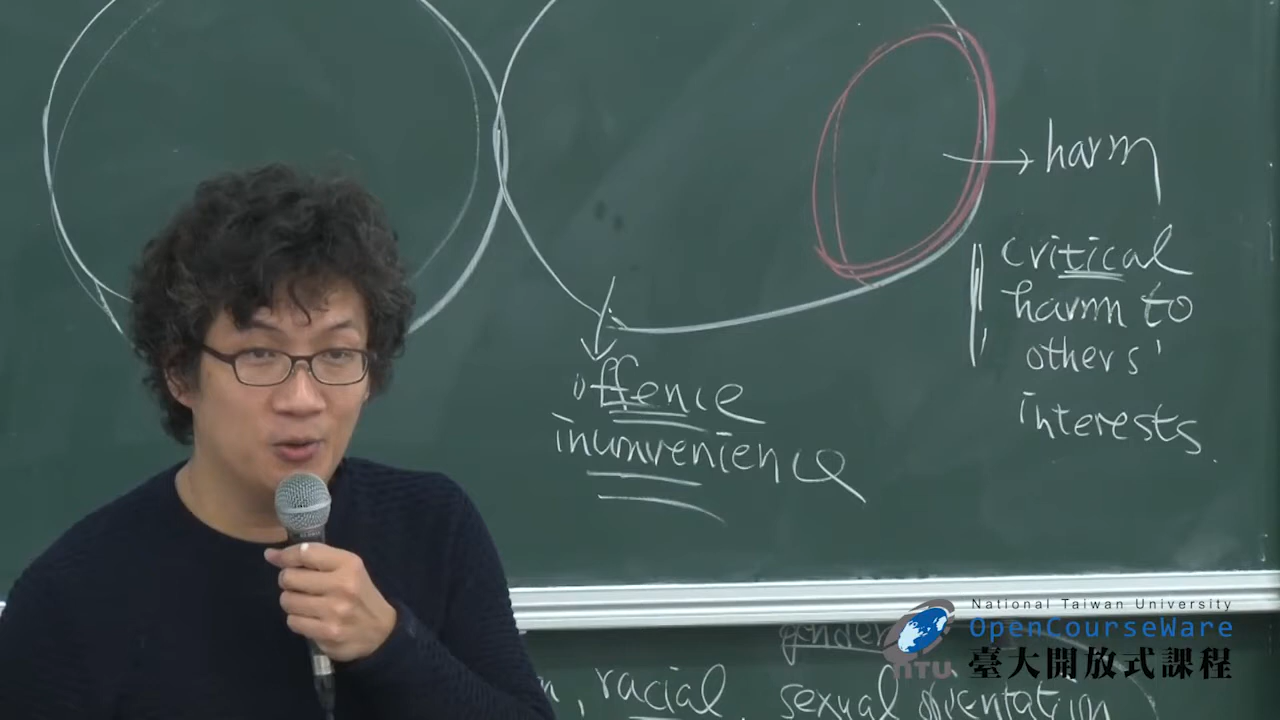 harm
critical
harm to
others'
interests.
offence
inconvenience
gender
racial, sexual orientation
National Taiwan University
OpenCourseWare
臺大開放式課程
NTU